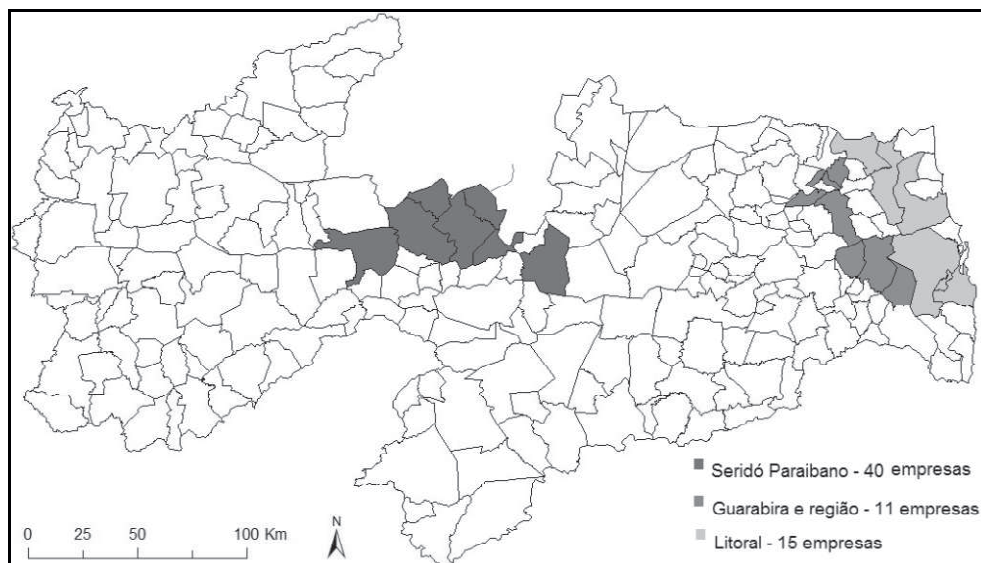 Seridó Paraibano - 40 empresas
Guarabira e região - 11 empresas
Litoral - 15 empresas
0 25 50 100 Km
N